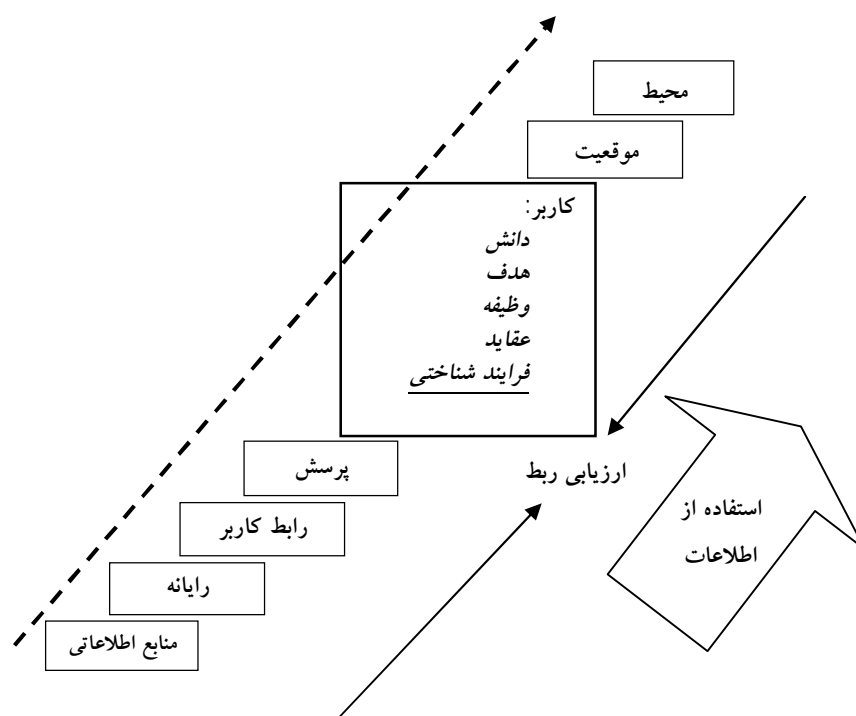 محیط
موقعیت
کاربر:
دانش
هدف
وظیفه
عقاید
فرایند شناختی
پرسش
ارزیابی ربط
استفاده از
اطلاعات
رابط کاربر
رایانه
منابع اطلاعاتی